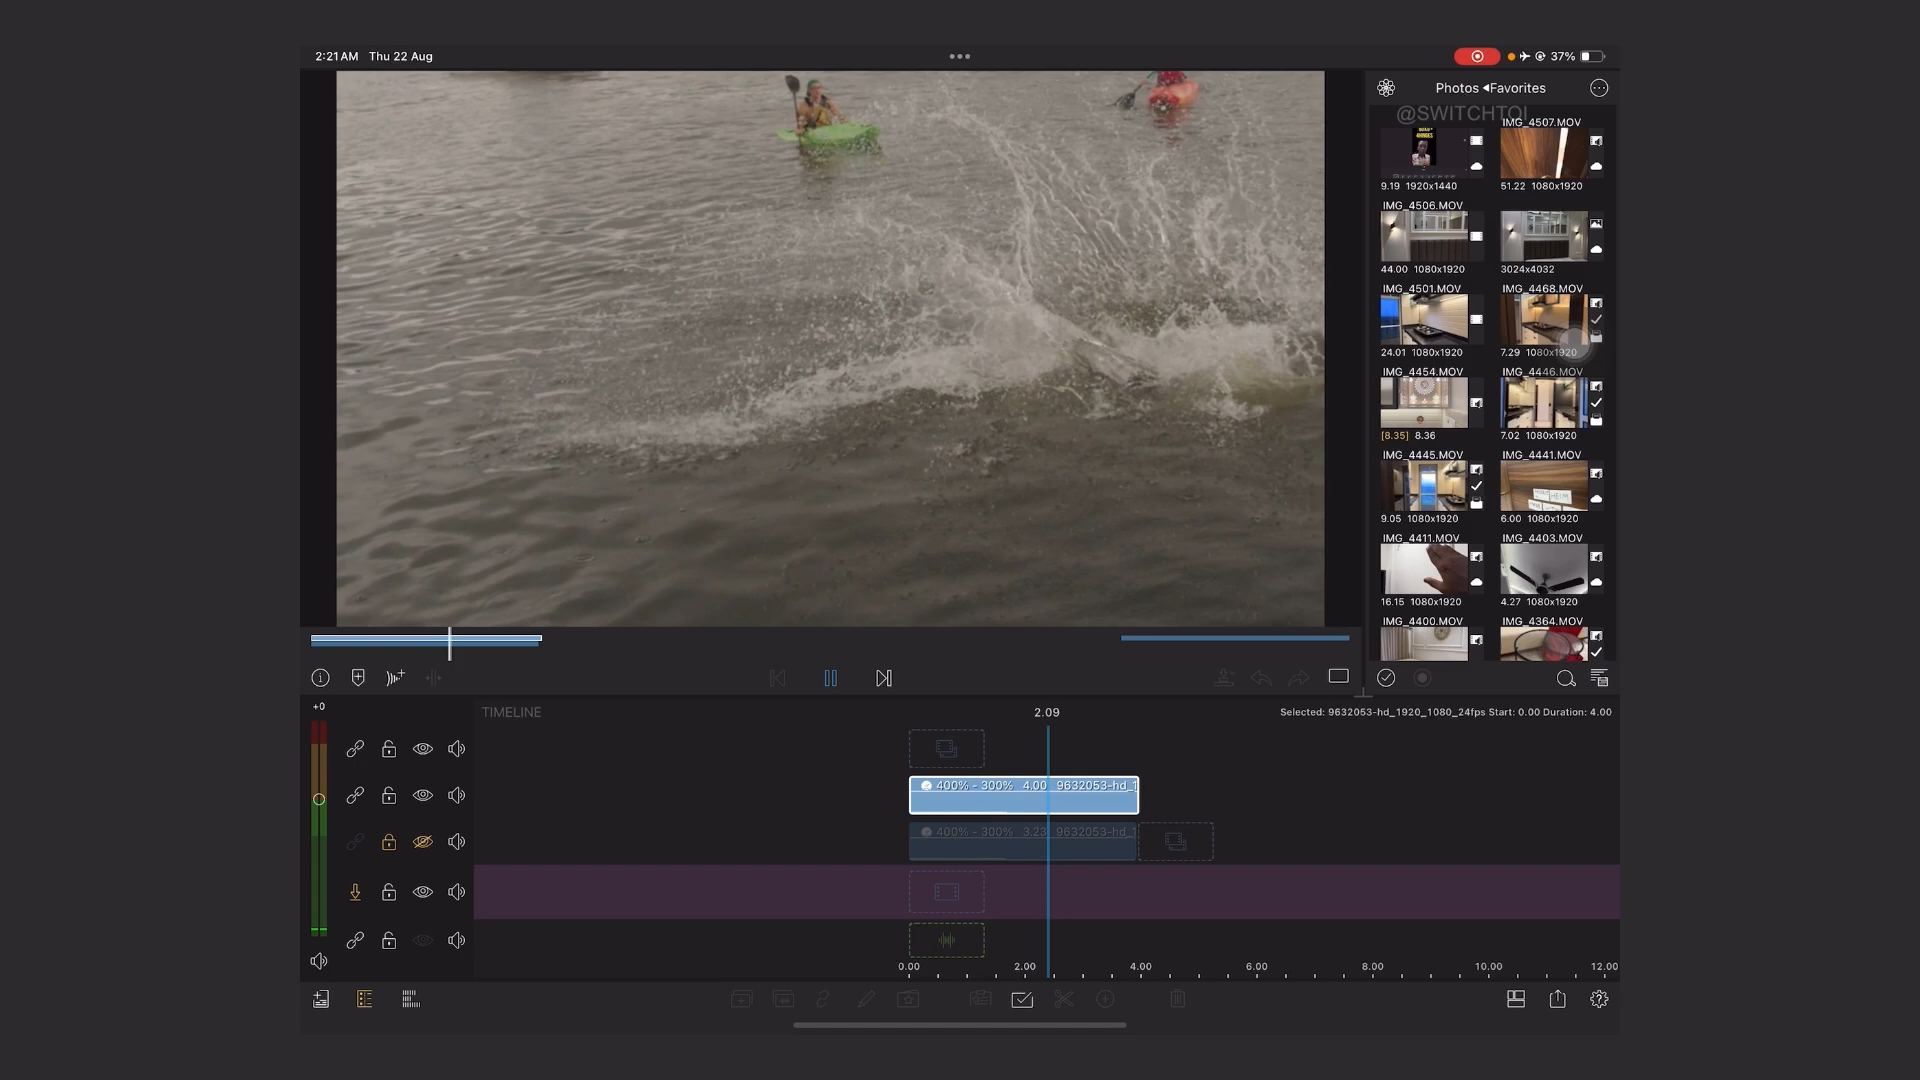 2:21AM Thu 22 Aug
37%
Photos ◂Favorites
@SWITCHTOI
IMG_4507.MOV
9.19 1920x1440
51.22 1080x1920
IMG_4506.MOV
44.00 1080x1920
3024x4032
IMG_4501.MOV
IMG_4468.MOV
24.01 1080x1920
7.29 1080x1920
IMG_4454.MOV
IMG_4446.MOV
[8.35] 8.36
7.02 1080x1920
IMG_4445.MOV
IMG_4441.MOV
9.05 1080x1920
6.00 1080x1920
IMG_4411.MOV
IMG_4403.MOV
16.15 1080x1920
4.27 1080x1920
IMG_4400.MOV
IMG_4364.MOV
+0
TIMELINE
2.09
Selected: 9632053-hd_1920_1080_24fps Start: 0.00 Duration: 4.00
400% - 300% 4.00 9632053-hd_1
400% - 300% 3.23 9632053-hd_1
0.00 2.00 4.00 6.00 8.00 10.00 12.00